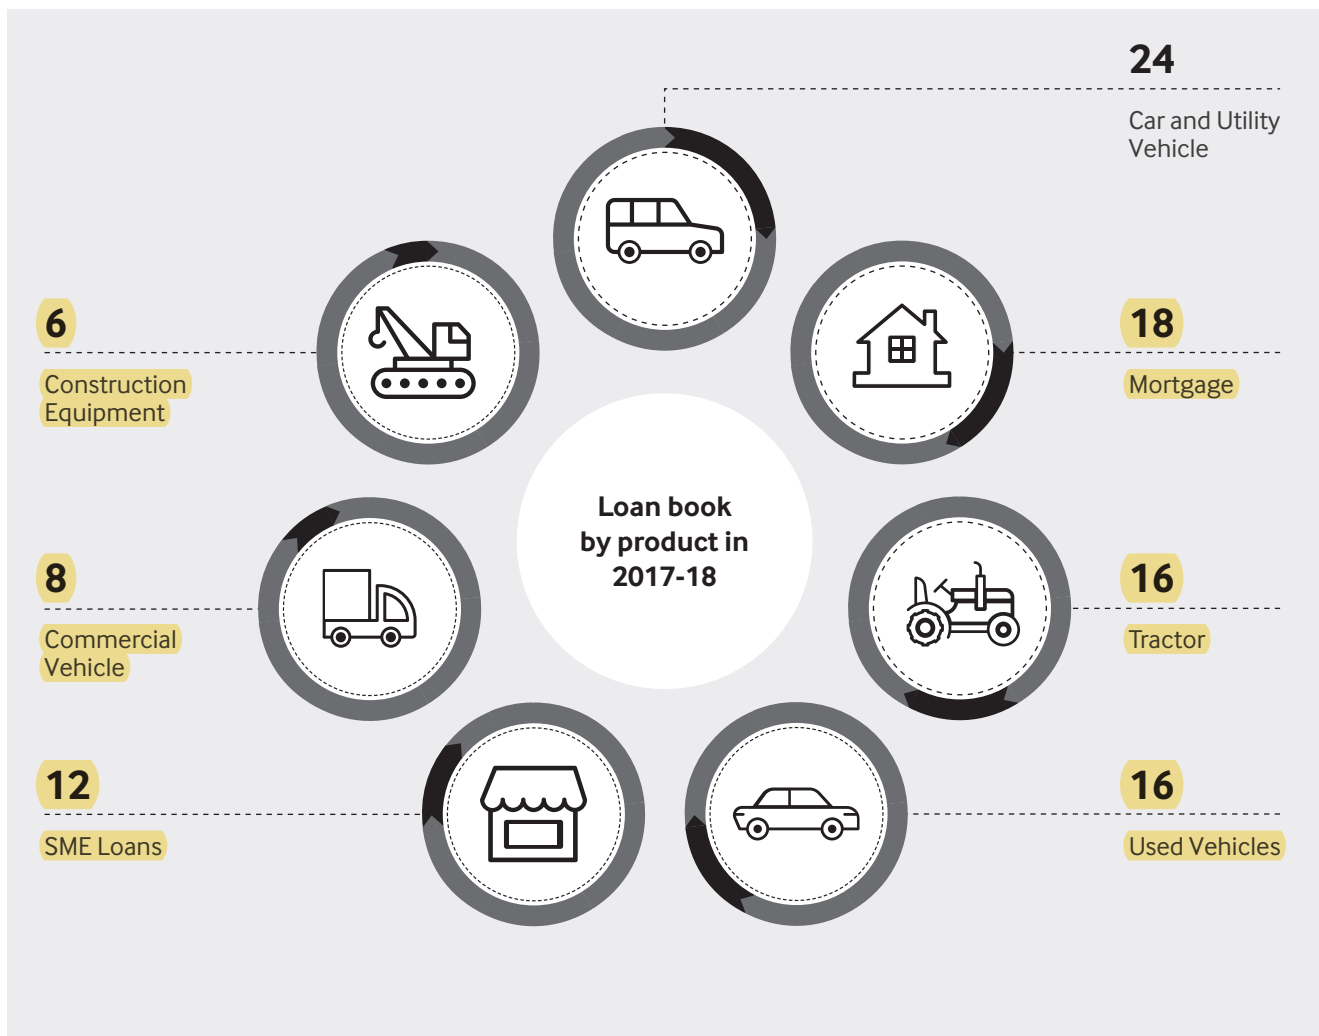 24
Car and Utility
Vehicle
6
Construction
Equipment
18
Mortgage
Loan book
by product in
2017-18
8
Commercial
Vehicle
16
Tractor
12
SME Loans
16
Used Vehicles